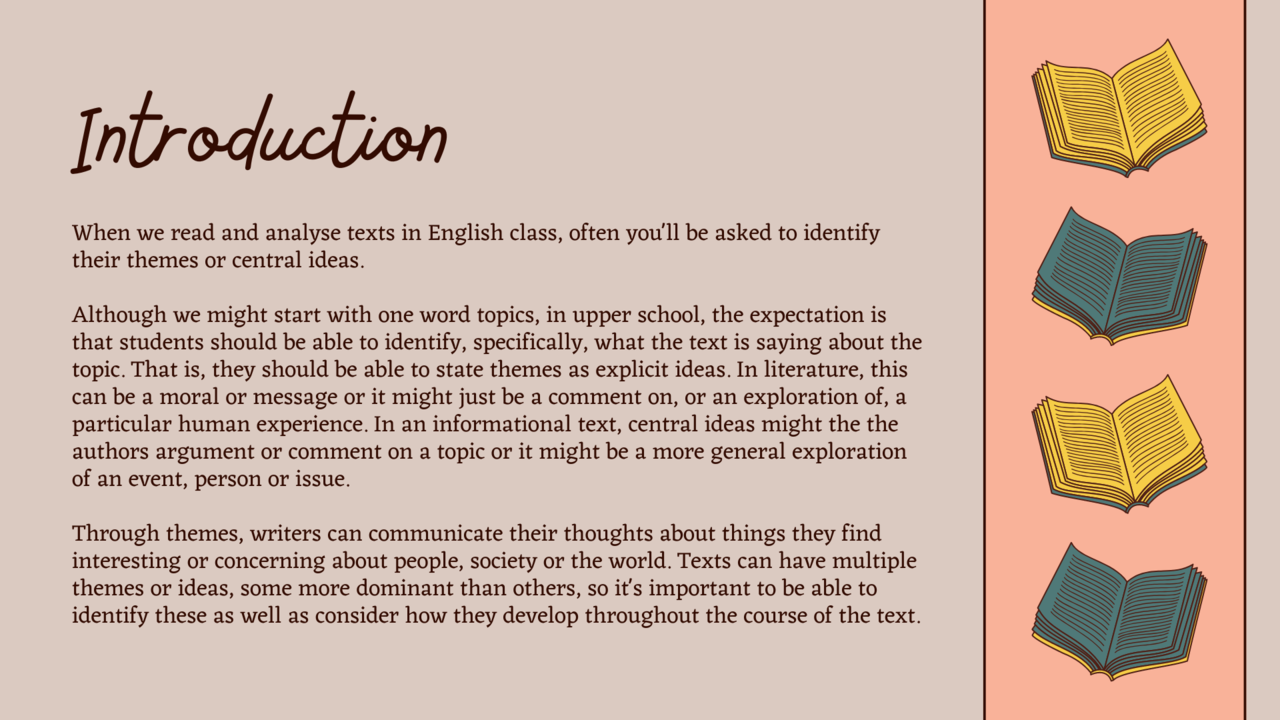 Introduction
When we read and analyse texts in English class, often you'll be asked to identify
their themes or central ideas.
Although we might start with one word topics, in upper school, the expectation is
that students should be able to identify, specifically, what the text is saying about the
topic. That is, they should be able to state themes as explicit ideas. In literature, this
can be a moral or message or it might just be a comment on, or an exploration of, a
particular human experience. In an informational text, central ideas might the the
authors argument or comment on a topic or it might be a more general exploration
of an event, person or issue.
Through themes, writers can communicate their thoughts about things they find
interesting or concerning about people, society or the world. Texts can have multiple
themes or ideas, some more dominant than others, so it's important to be able to
identify these as well as consider how they develop throughout the course of the text.